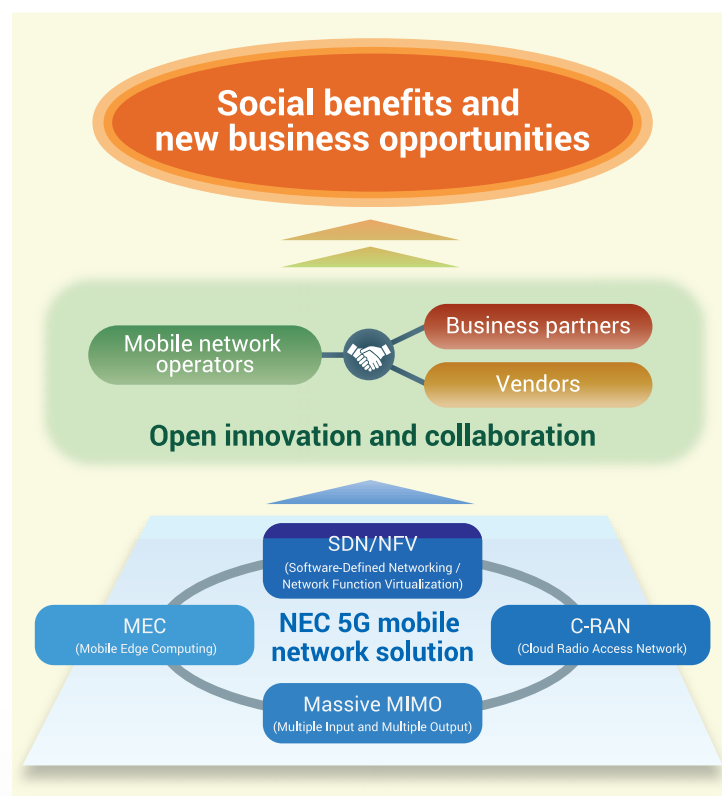 Social benefits and
new business opportunities
Mobile network
operators
Business partners
Vendors
Open innovation and collaboration
SDN/NFV
(Software-Defined Networking /
Network Function Virtualization)
MEC
(Mobile Edge Computing)
NEC 5G mobile
network solution
C-RAN
(Cloud Radio Access Network)
Massive MIMO
(Multiple Input and Multiple Output)